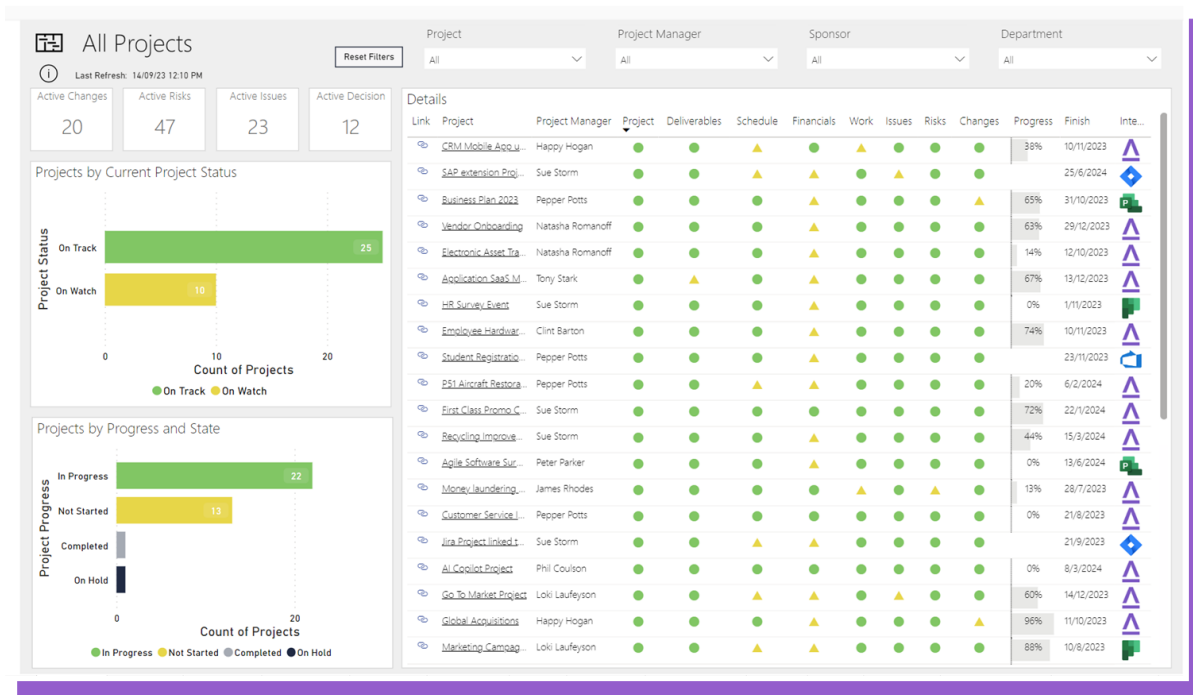 All Projects
Last Refresh: 14/09/23 12:10 PM
Reset Filters
Project Project Manager Sponsor Department
All All All All
Active Changes Active Risks Active Issues Active Decision
20 47 23 12
Projects by Current Project Status
Project Status
On Track 25
On Watch 10
0 10 20
Count of Projects
On Track On Watch
Projects by Progress and State
Project Progress
In Progress 22
Not Started 13
Completed
On Hold
0 20
Count of Projects
In Progress Not Started Completed On Hold
Details
Link Project Project Manager Project Deliverables Schedule Financials Work Issues Risks Changes Progress Finish Inte...
CRM Mobile App u... Happy Hogan 38% 10/11/2023
SAP extension Proj... Sue Storm 25/6/2024
Business Plan 2023 Pepper Potts 65% 31/10/2023
Vendor Onboarding Natasha Romanoff 63% 29/12/2023
Electronic Asset Tra... Natasha Romanoff 14% 12/10/2023
Application SaaS M... Tony Stark 67% 13/12/2023
HR Survey Event Sue Storm 0% 1/11/2023
Employee Hardwar... Clint Barton 74% 10/11/2023
Student Registratio... Pepper Potts 23/11/2023
P51 Aircraft Restora... Pepper Potts 20% 6/2/2024
First Class Promo C... Sue Storm 72% 22/1/2024
Recycling Improve... Sue Storm 44% 15/3/2024
Agile Software Sur... Peter Parker 0% 13/6/2024
Money laundering ... James Rhodes 13% 28/7/2023
Customer Service I... Pepper Potts 0% 21/8/2023
Jira Project linked t... Sue Storm 21/9/2023
AI Copilot Project Phil Coulson 0% 8/3/2024
Go To Market Project Loki Laufeyson 60% 14/12/2023
Global Acquisitions Happy Hogan 96% 11/10/2023
Marketing Campag... Loki Laufeyson 88% 10/8/2023